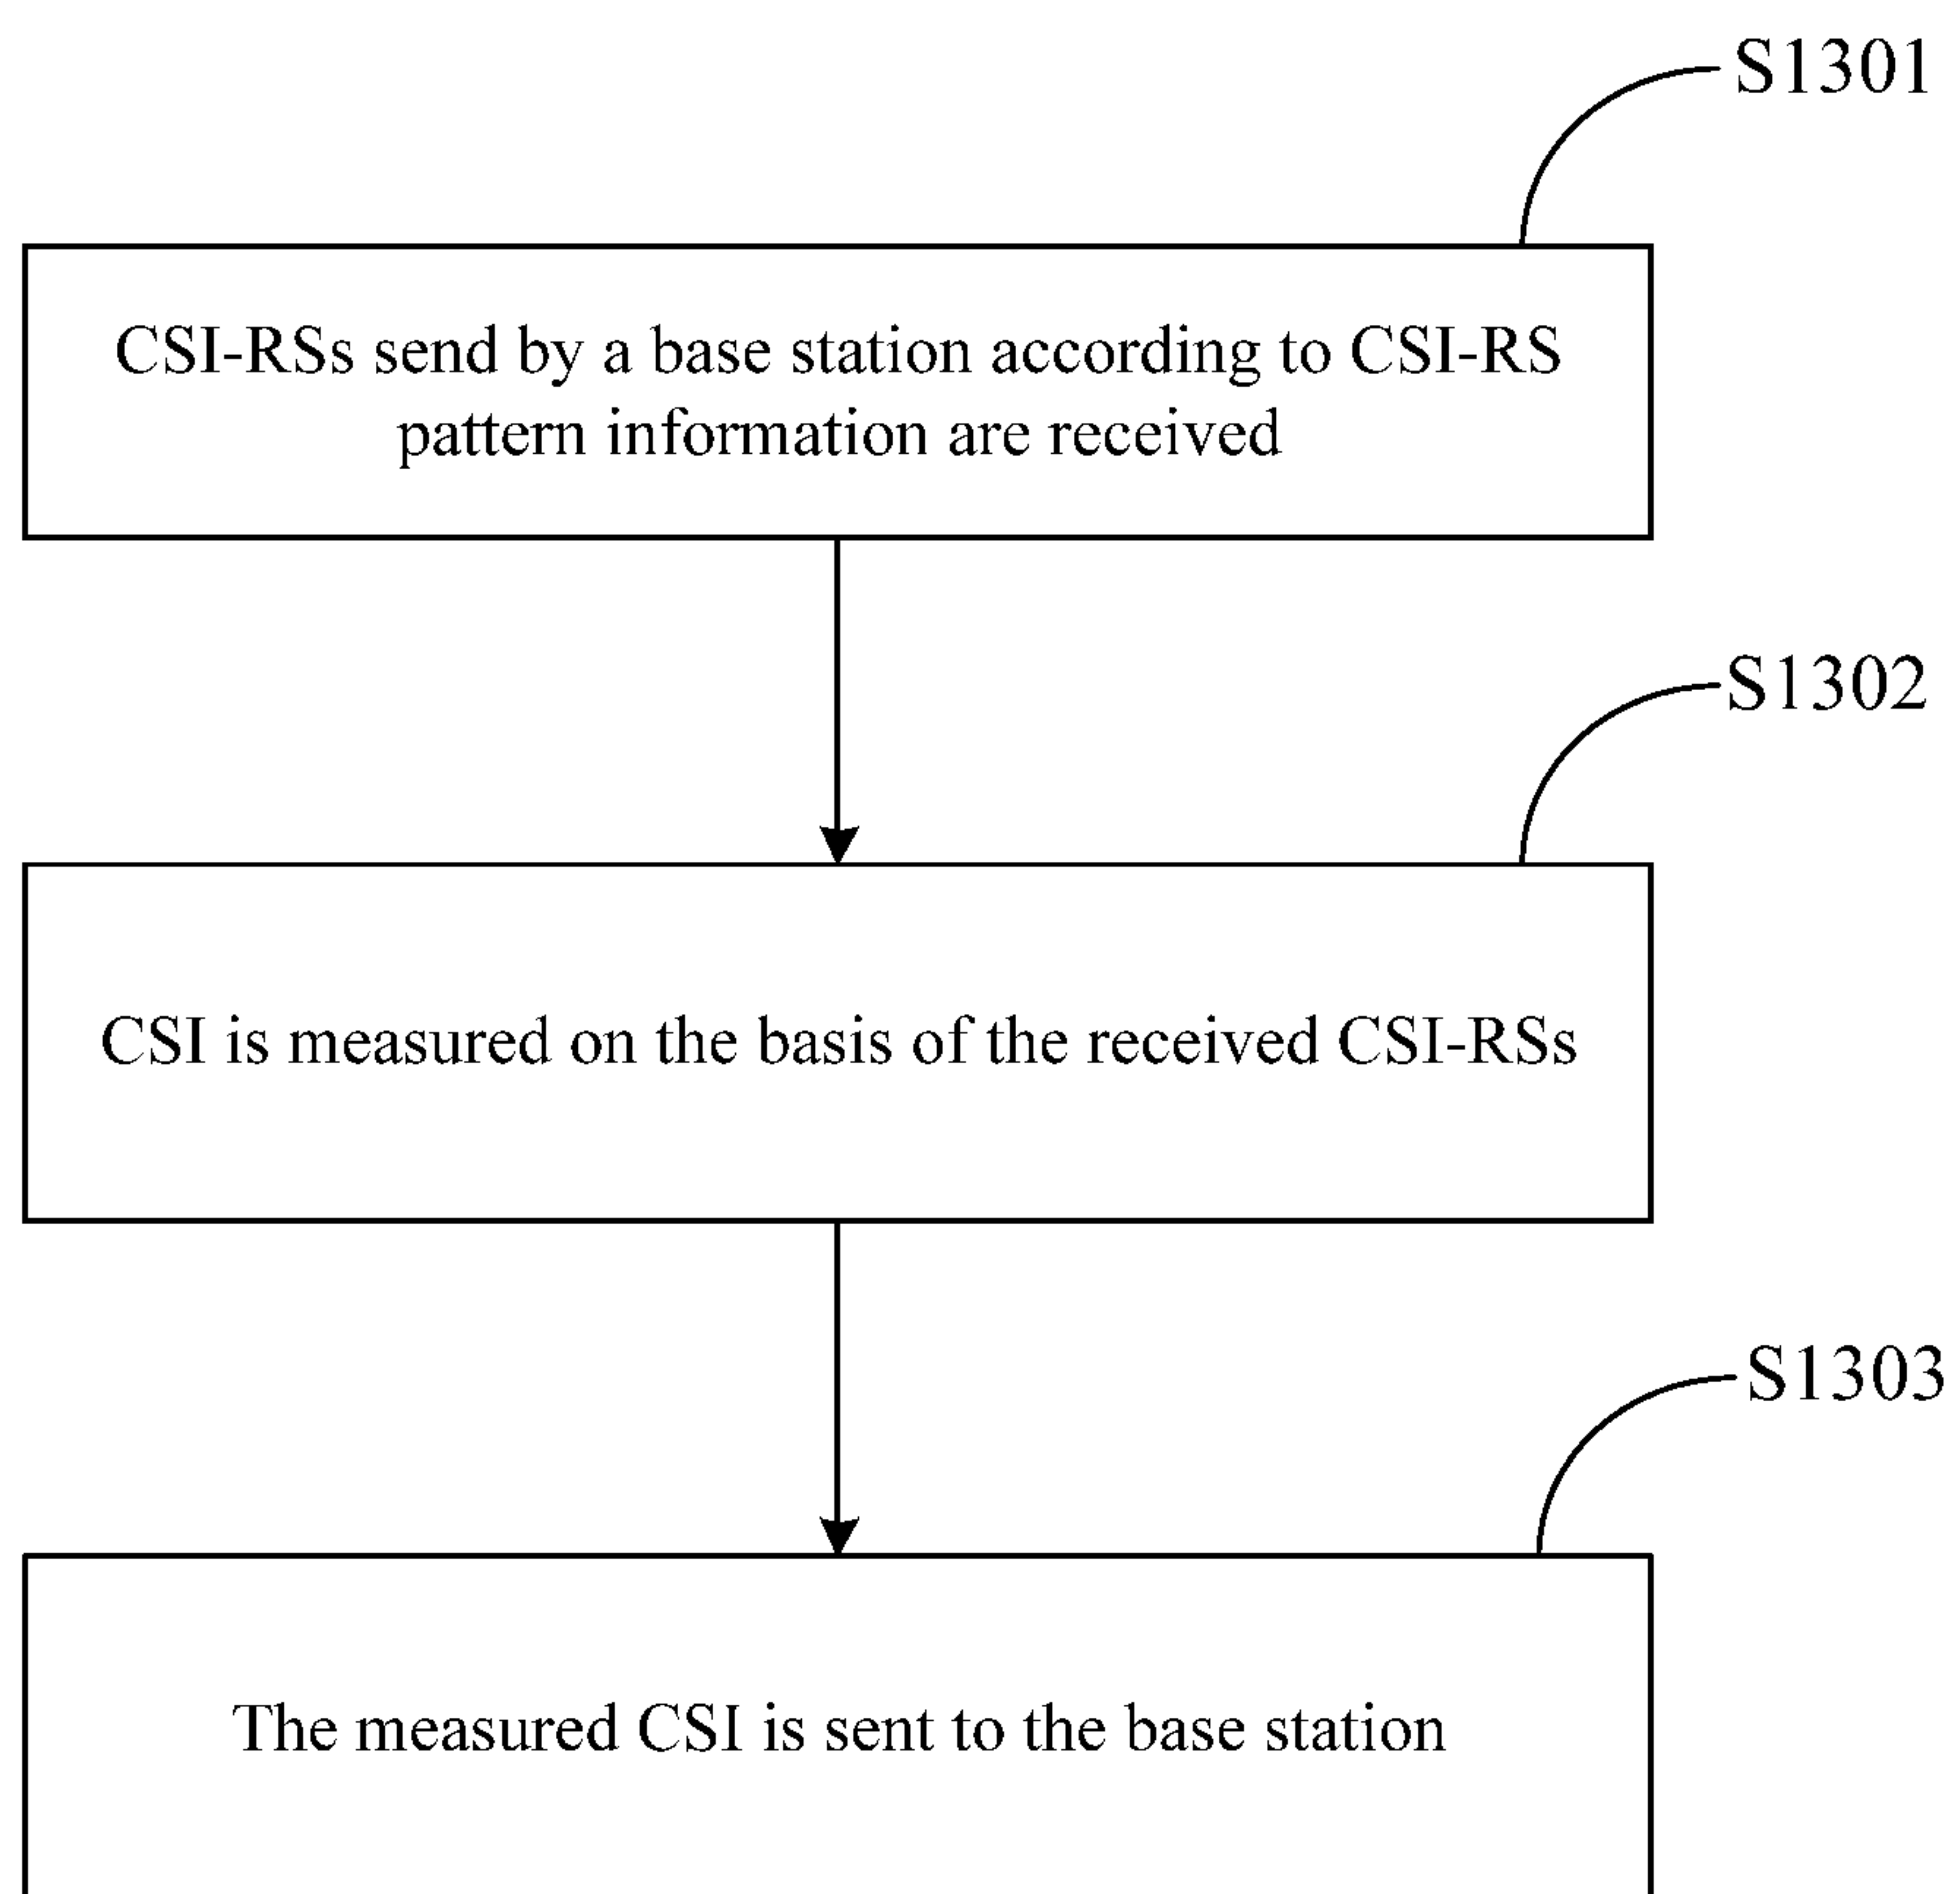 S1301
CSI-RSs send by a base station according to CSI-RS
pattern information are received
S1302
CSI is measured on the basis of the received CSI-RSs
S1303
The measured CSI is sent to the base station